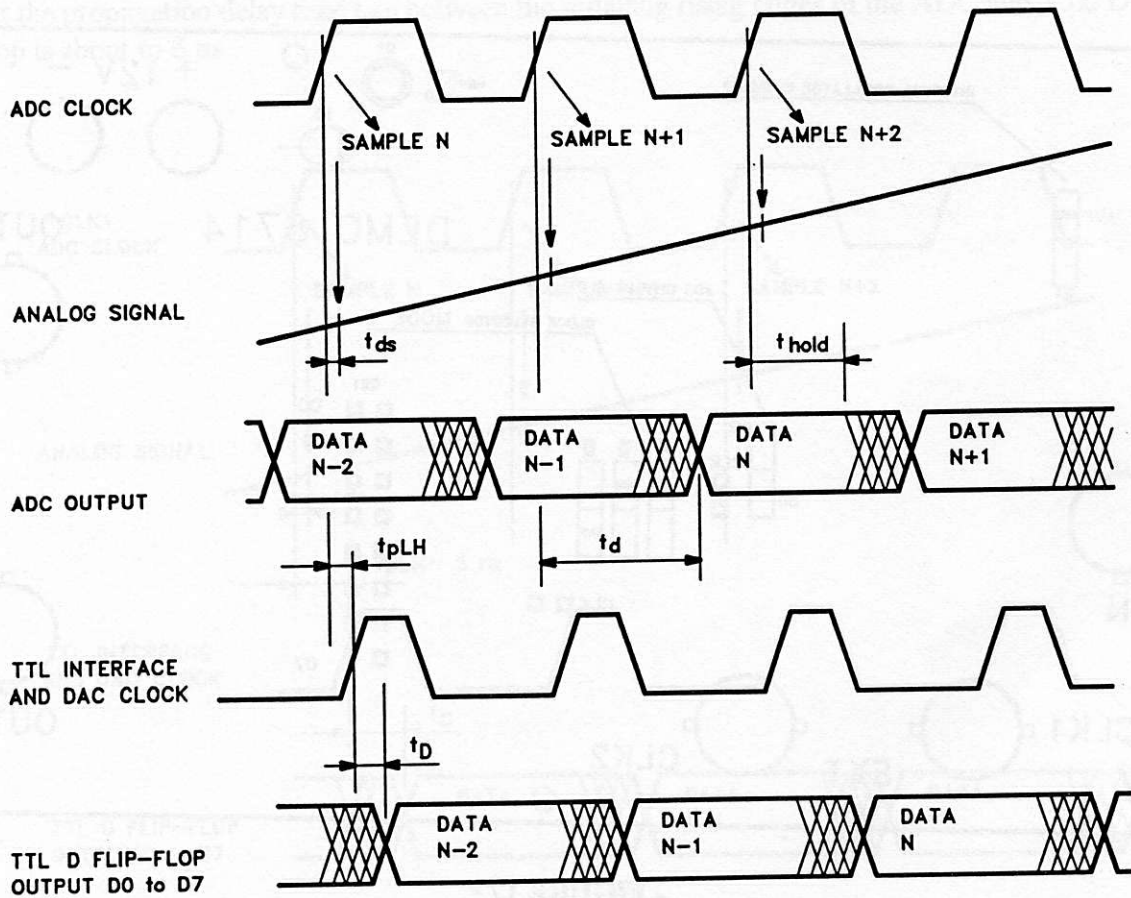 ADC CLOCK
SAMPLE N
SAMPLE N+1
SAMPLE N+2
ANALOG SIGNAL
tds
thold
DATA
N-2
DATA
N-1
DATA
N
DATA
N+1
ADC OUTPUT
tpLH
td
TTL INTERFACE
AND DAC CLOCK
tD
DATA
N-2
DATA
N-1
DATA
N
TTL D FLIP-FLOP
OUTPUT D0 to D7